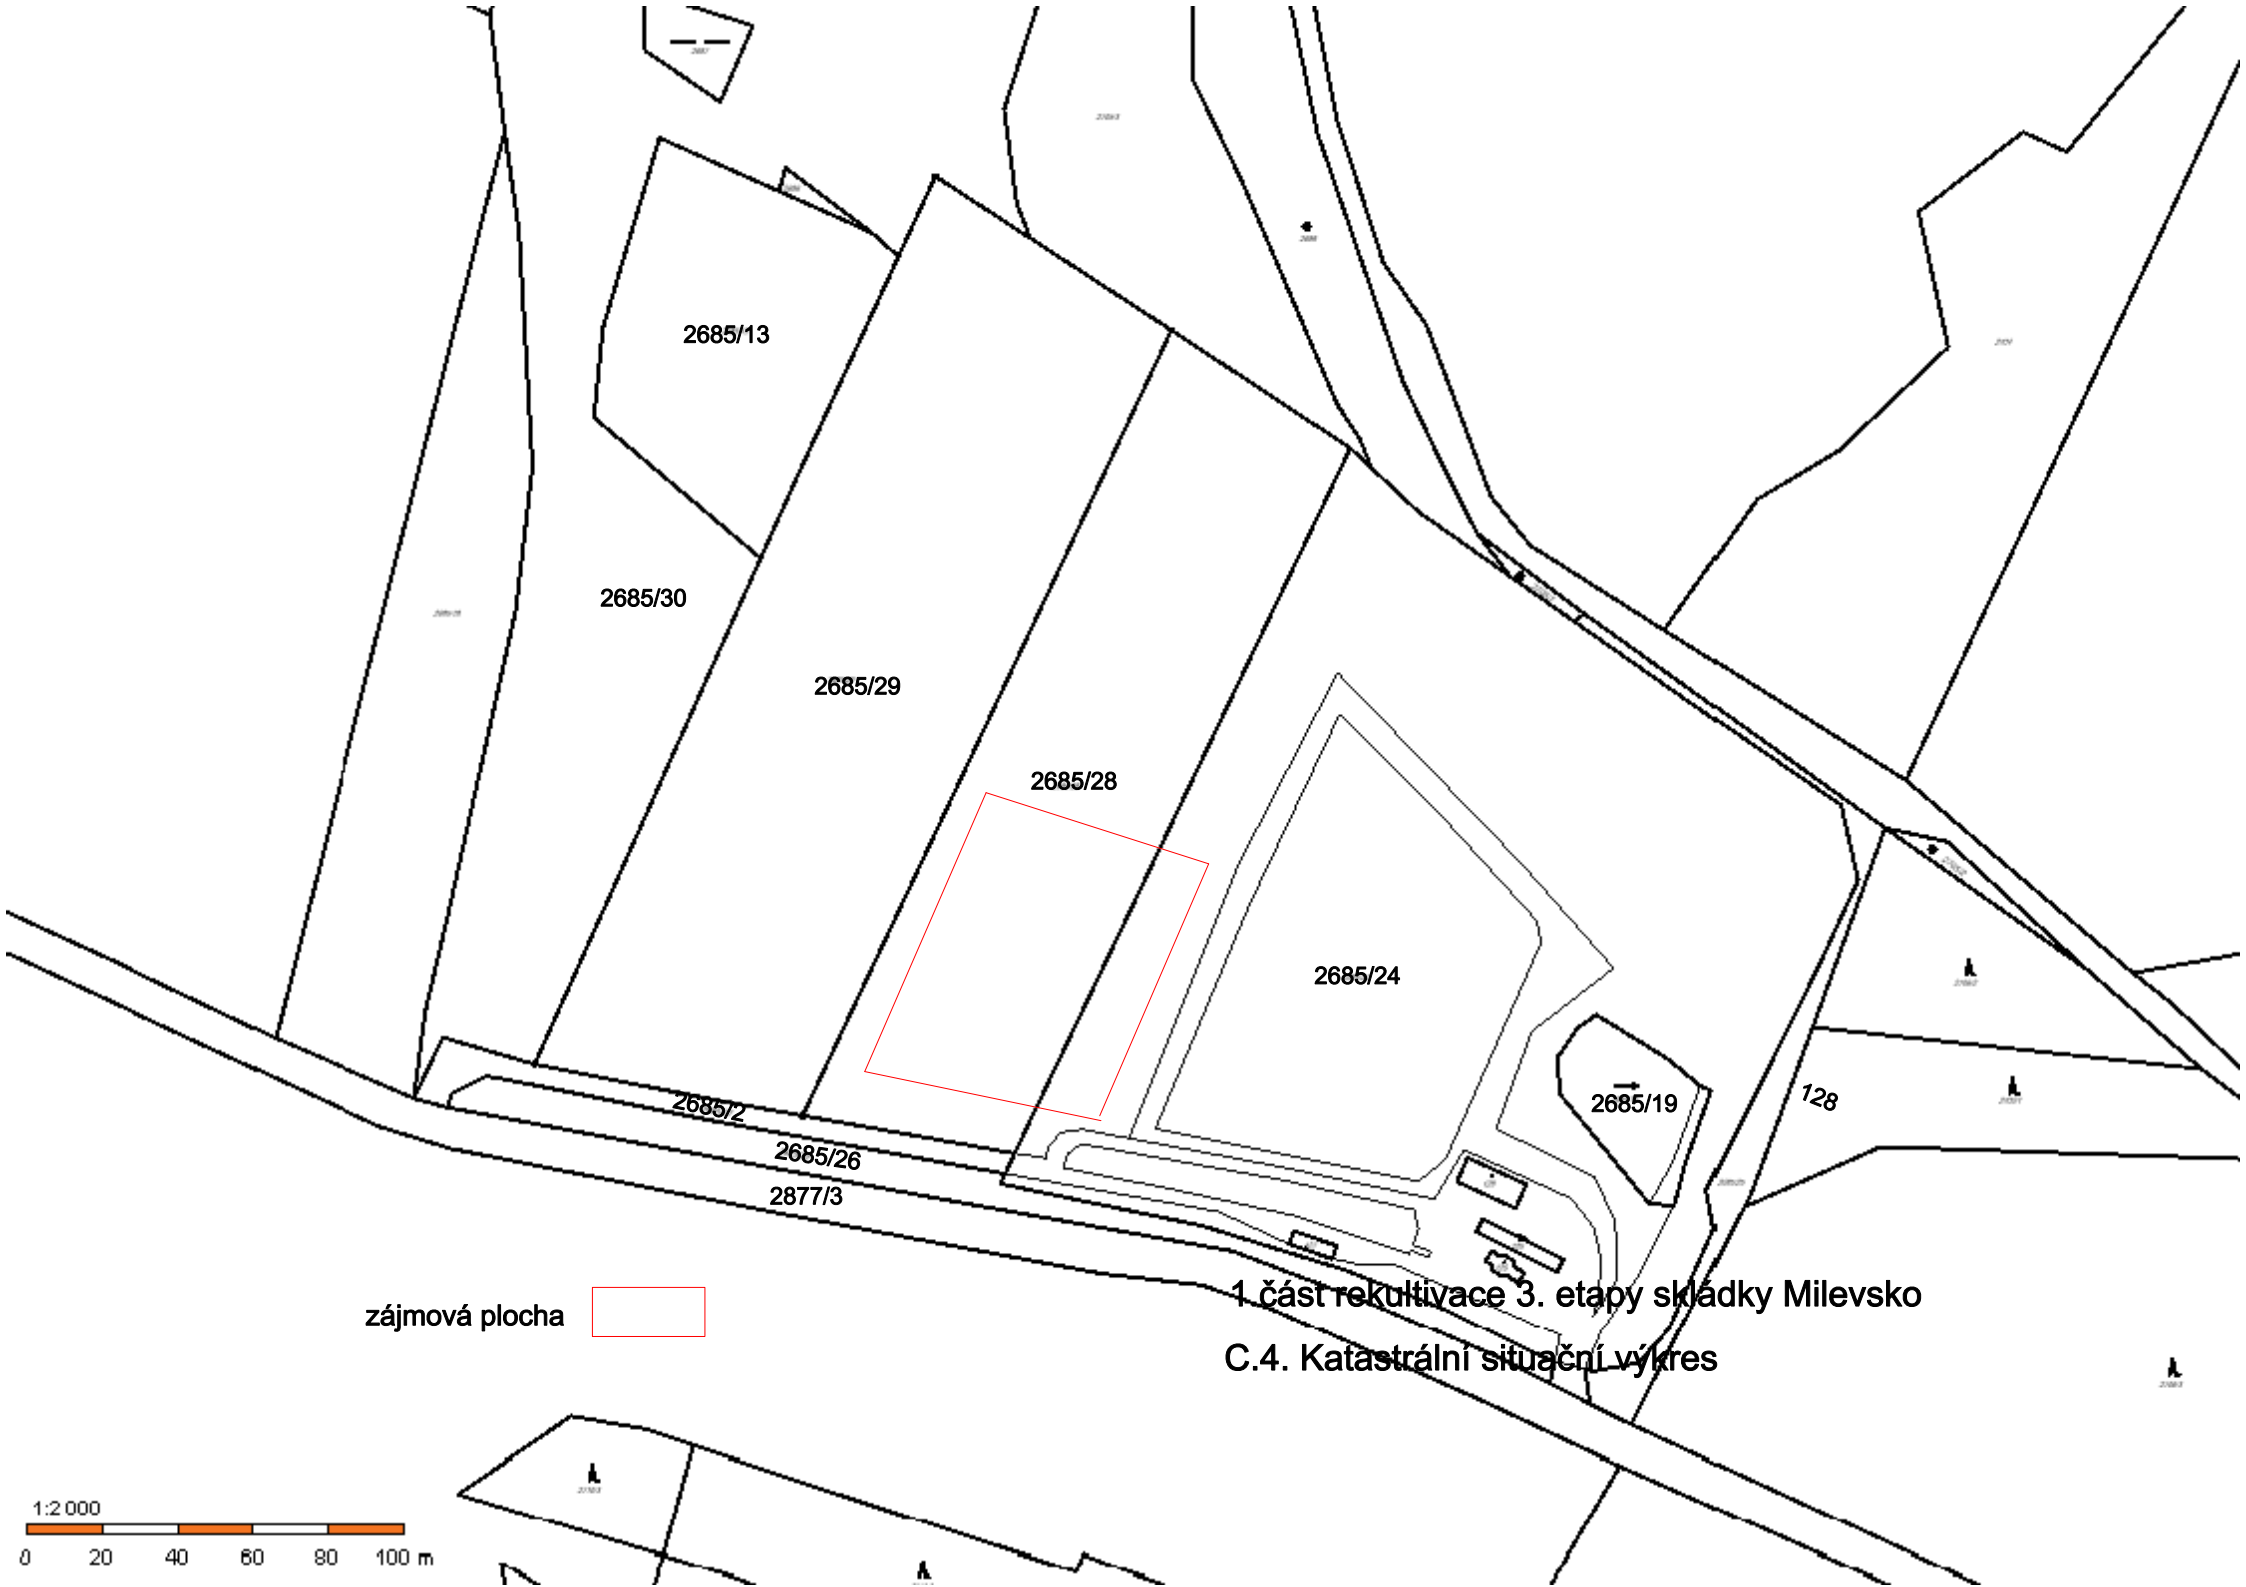 2685/13
2685/30
2685/29
2685/28
2685/24
2685/19
128
2685/2
2685/26
2877/3
zájmová plocha
1.část rekultivace 3. etapy skládky Milevsko
C.4. Katastrální situační výkres
1:2 000
0 20 40 60 80 100 m